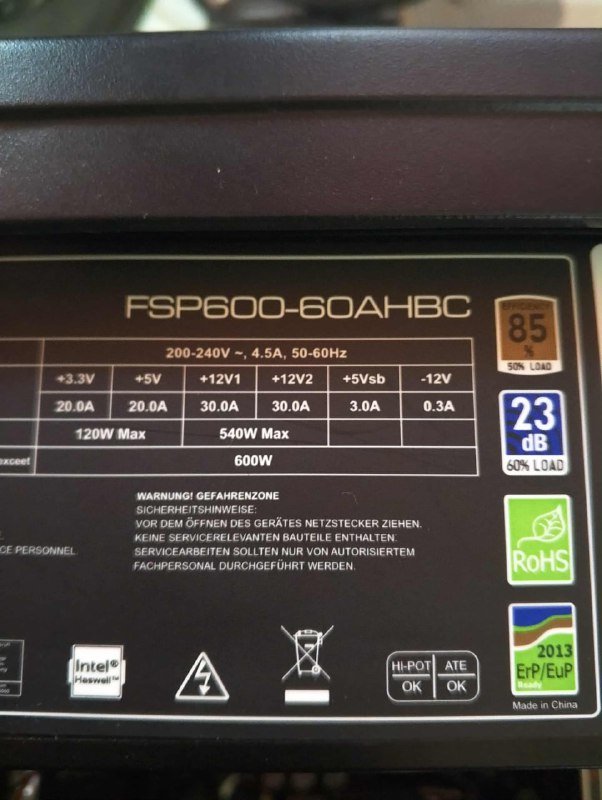 FSP600-60AHBC
EFFICIENCY
85
%
50% LOAD
200-240V ~, 4.5A, 50-60Hz
+3.3V +5V +12V1 +12V2 +5Vsb -12V
20.0A 20.0A 30.0A 30.0A 3.0A 0.3A
120W Max 540W Max
exceet 600W
23
dB
60% LOAD
WARNUNG! GEFAHRENZONE
SICHERHEITSHINWEISE:
VOR DEM ÖFFNEN DES GERÄTES NETZSTECKER ZIEHEN.
KEINE SERVICERELEVANTEN BAUTEILE ENTHALTEN.
CE PERSONNEL SERVICEARBEITEN SOLLTEN NUR VON AUTORISIERTEM
FACHPERSONAL DURCHGEFÜHRT WERDEN.
RoHS
Intel®
Haswell™
HI-POT ATE
OK OK
2013
ErP/EuP
Ready
Made in China